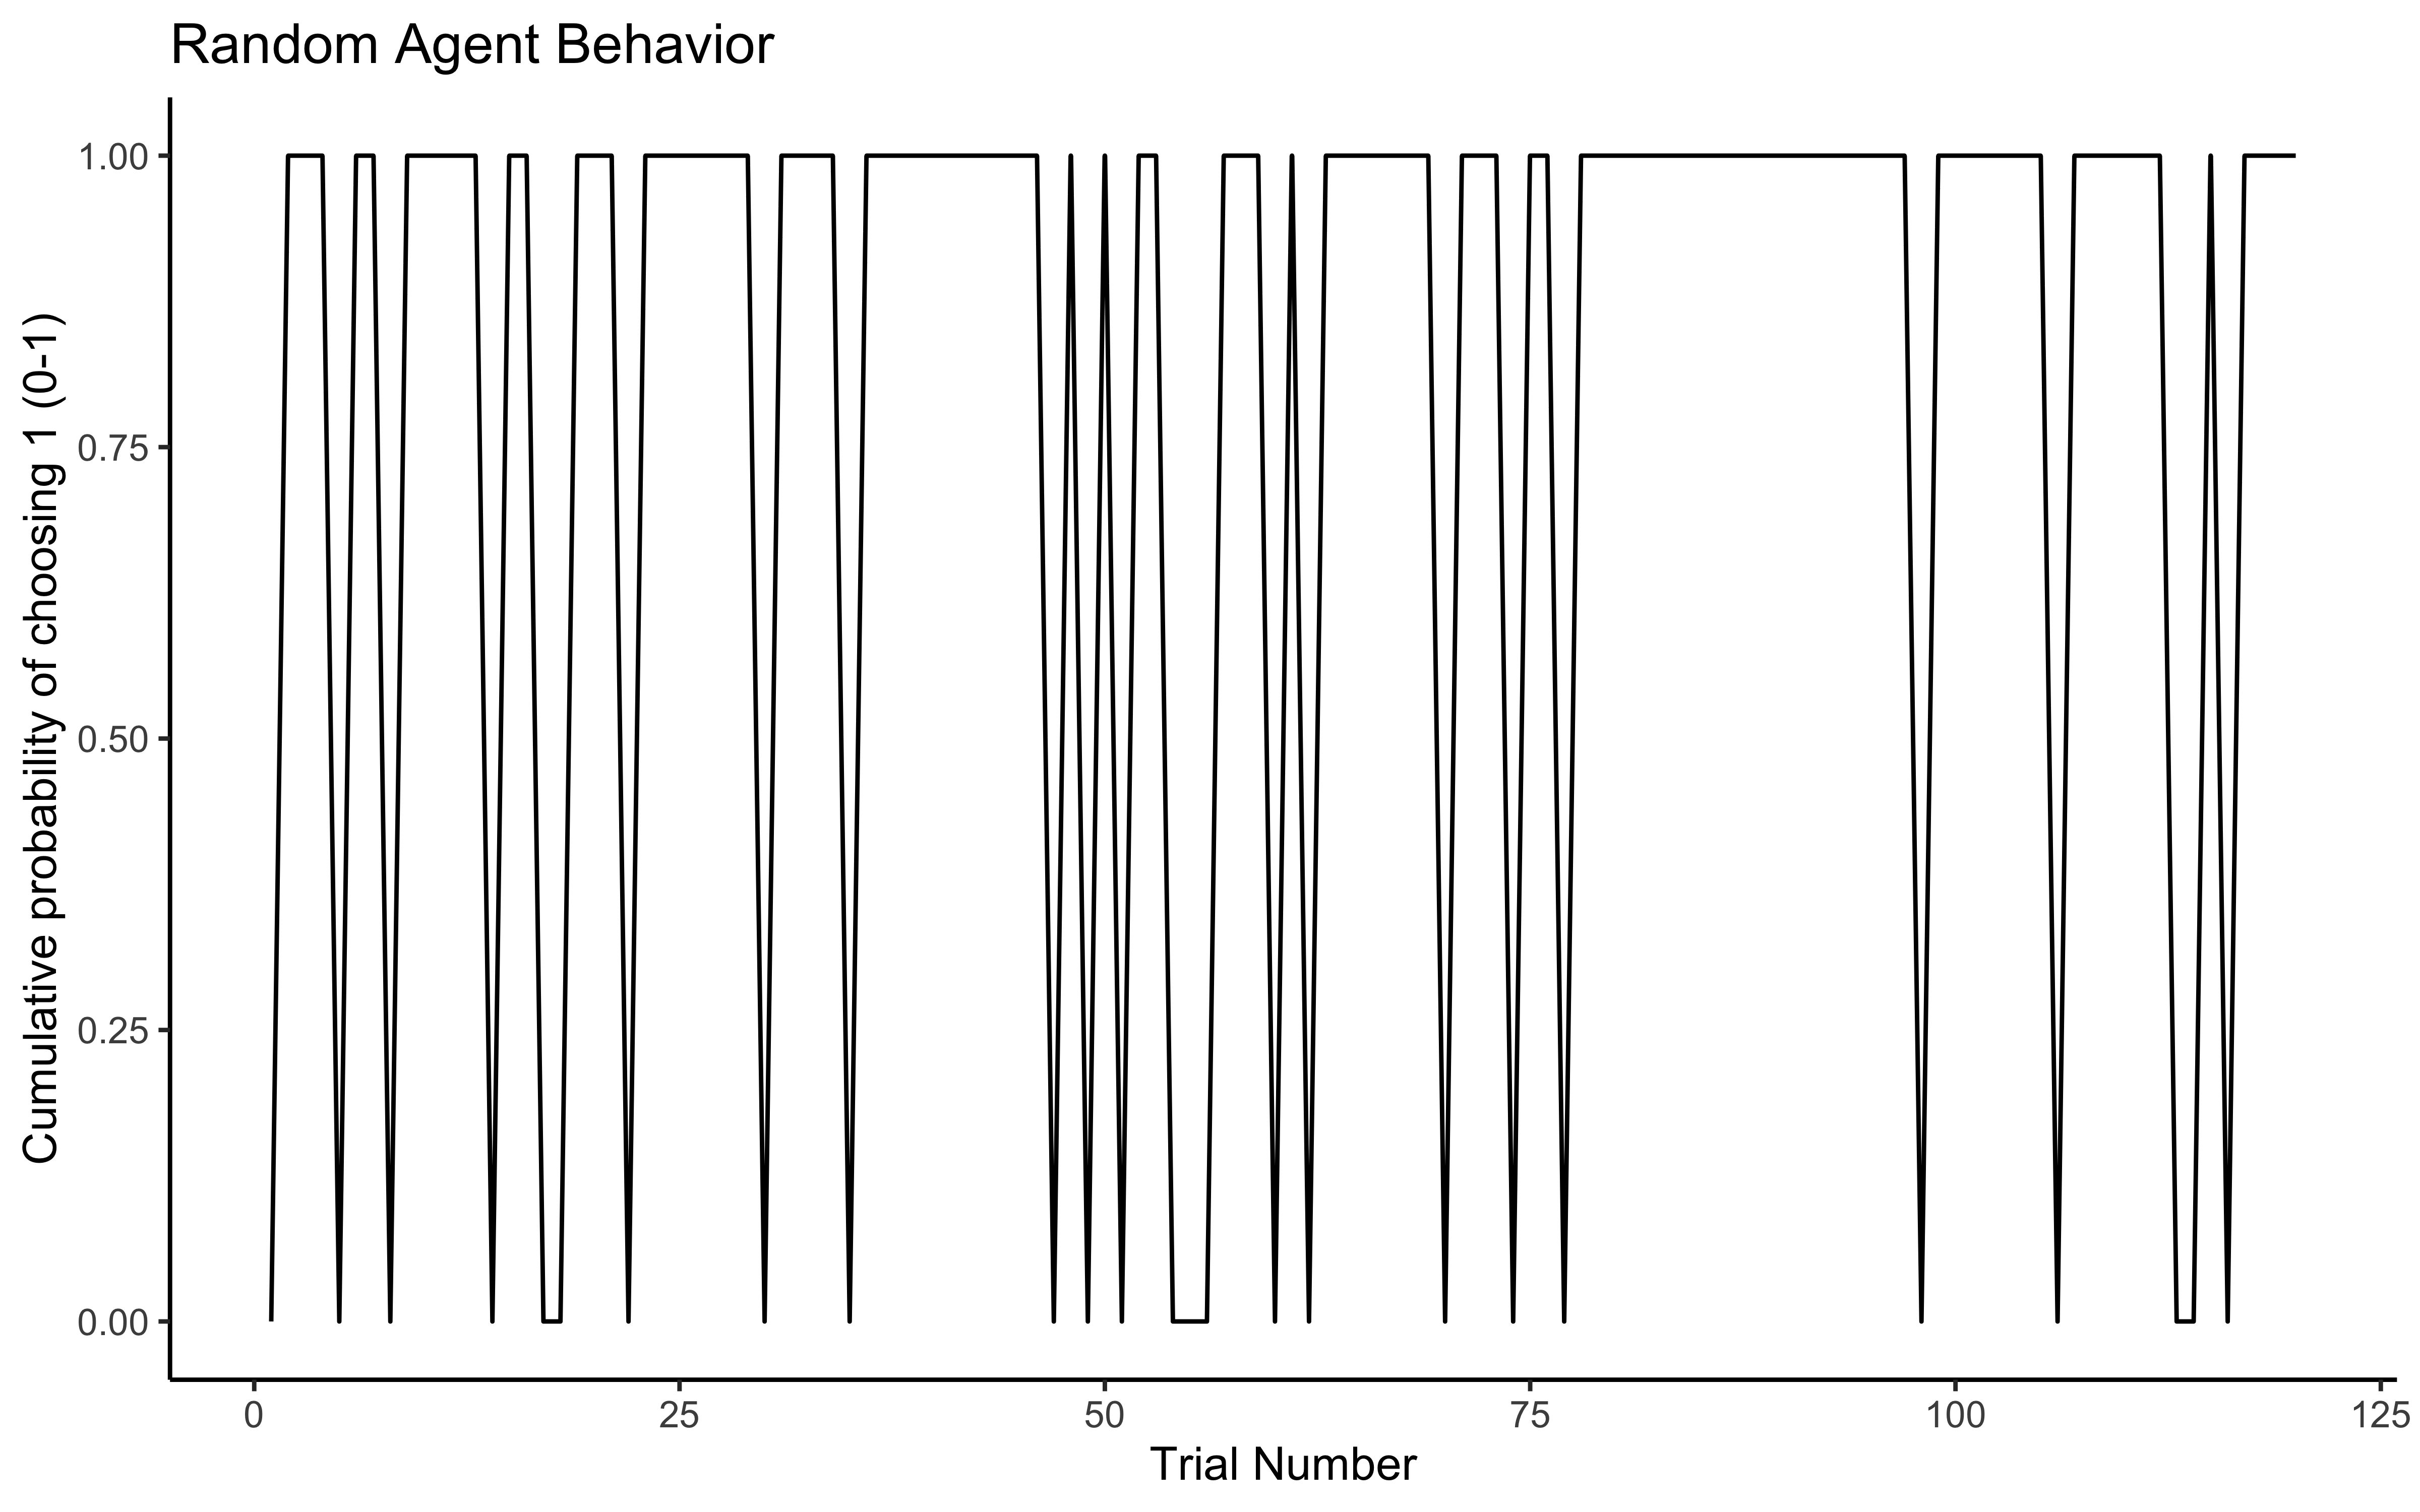 Random Agent Behavior
Cumulative probability of choosing 1 (0-1)
1.00
0.75
0.50
0.25
0.00
0 25 50 75 100 125
Trial Number